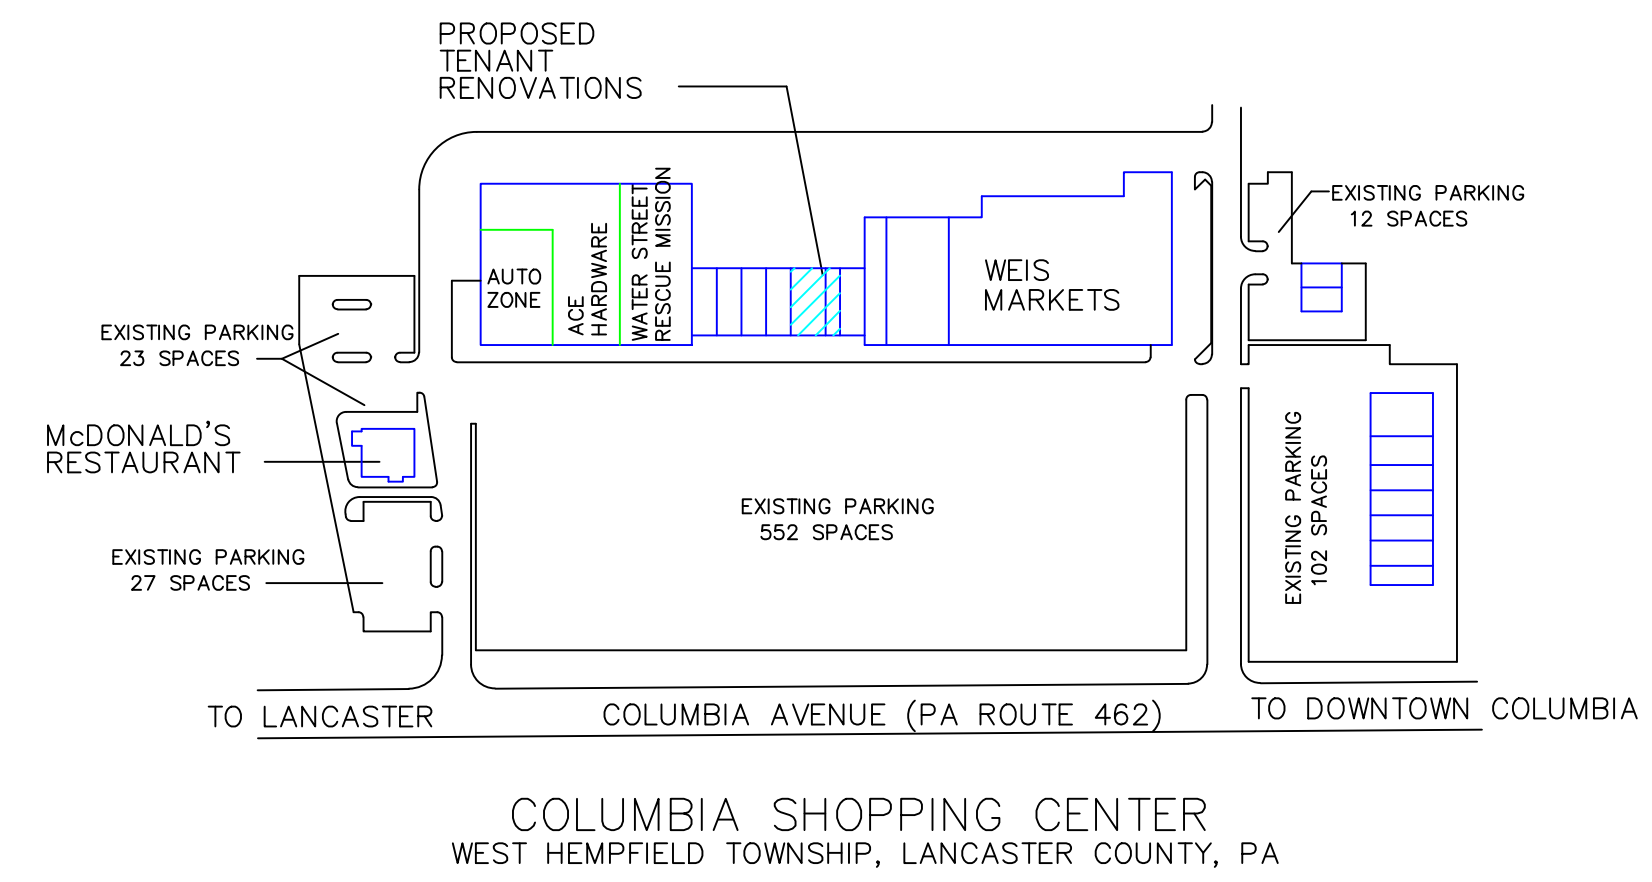 PROPOSED
TENANT
RENOVATIONS
EXISTING PARKING
12 SPACES
AUTO
ZONE
ACE
HARDWARE
WATER STREET
RESCUE MISSION
WEIS
MARKETS
EXISTING PARKING
23 SPACES
McDONALD'S
RESTAURANT
EXISTING PARKING
552 SPACES
EXISTING PARKING
102 SPACES
EXISTING PARKING
27 SPACES
TO LANCASTER
COLUMBIA AVENUE (PA ROUTE 462)
TO DOWNTOWN COLUMBIA
COLUMBIA SHOPPING CENTER
WEST HEMPFIELD TOWNSHIP, LANCASTER COUNTY, PA